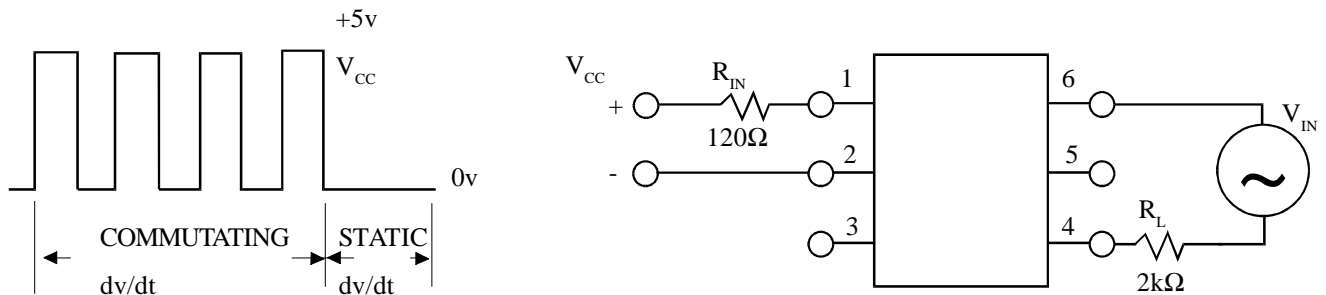 +5v
V_CC
0v
COMMUTATING STATIC
dv/dt dv/dt
V_CC
+
-
R_IN
120Ω
1
2
3
6
5
4
V_IN
R_L
2kΩ
~